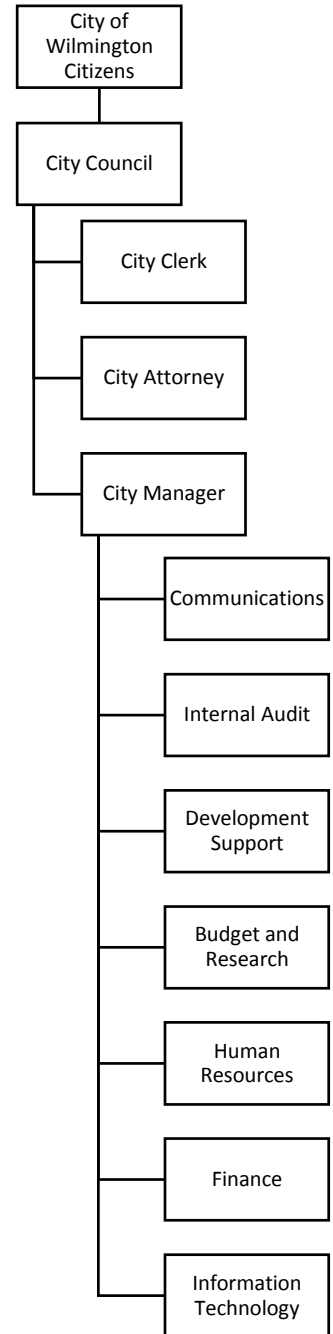 City of
Wilmington
Citizens
City Council
City Clerk
City Attorney
City Manager
Communications
Internal Audit
Development
Support
Budget and
Research
Human
Resources
Finance
Information
Technology